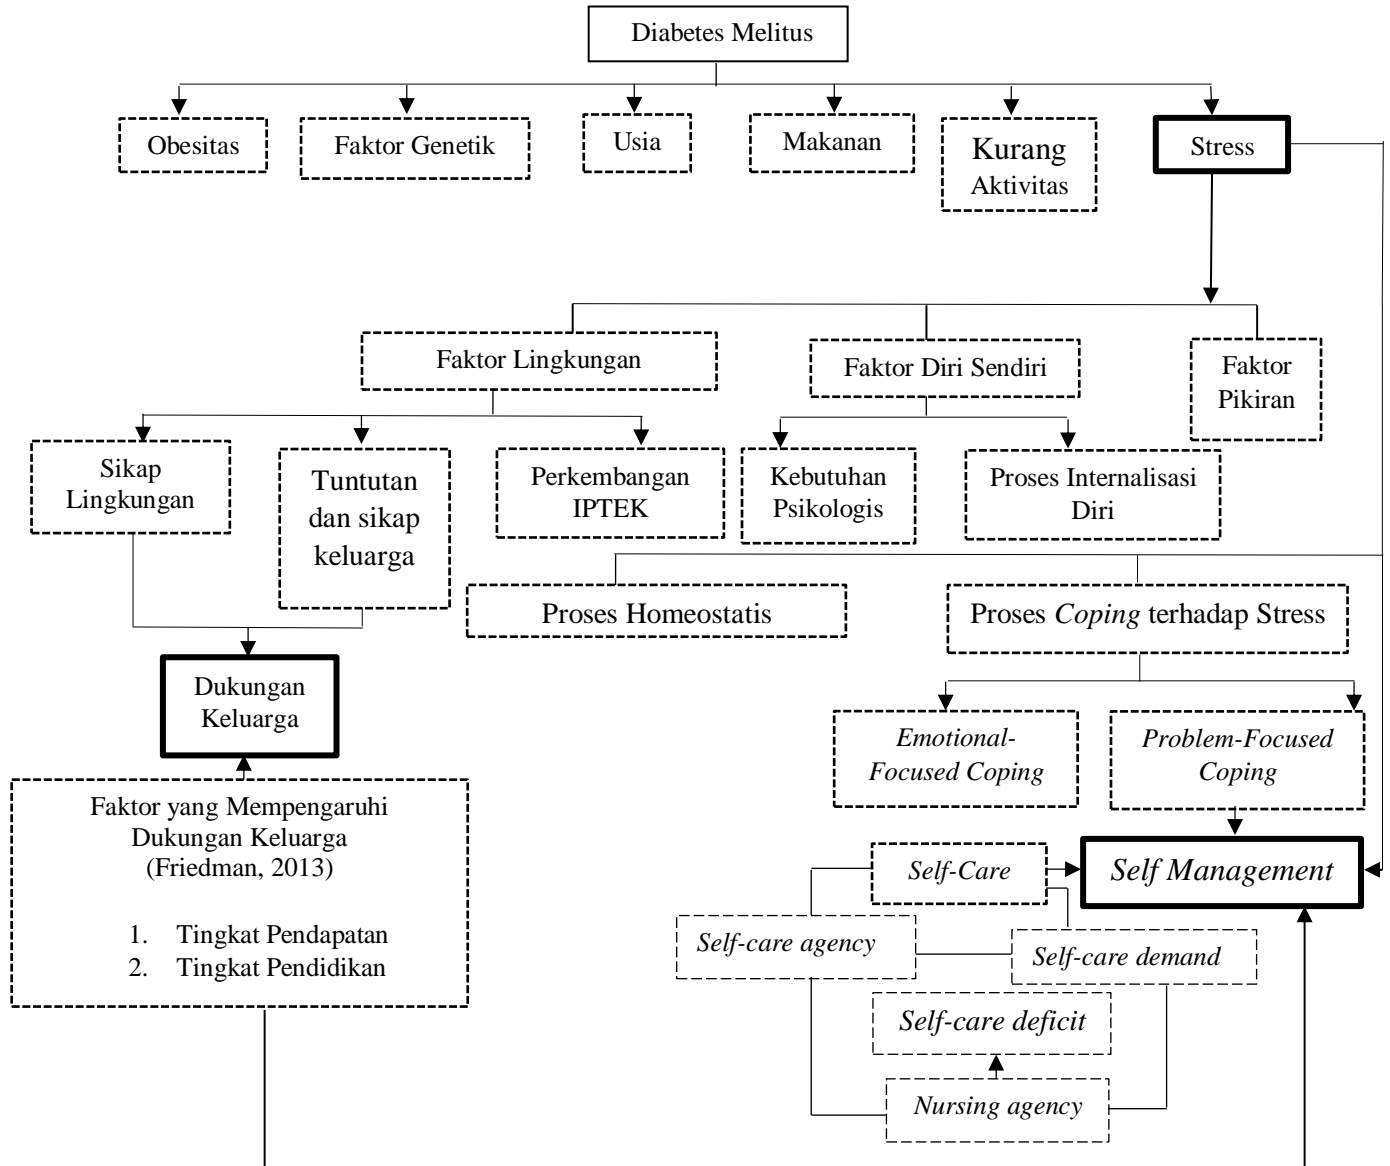 Diabetes Melitus
Obesitas
Faktor Genetik
Usia
Makanan
Kurang
Aktivitas
Stress
Faktor Lingkungan
Faktor Diri Sendiri
Faktor
Pikiran
Sikap
Lingkungan
Tuntutan
dan sikap
keluarga
Perkembangan
IPTEK
Kebutuhan
Psikologis
Proses Internalisasi
Diri
Proses Homeostatis
Proses Coping terhadap Stress
Dukungan
Keluarga
Emotional-
Focused Coping
Problem-Focused
Coping
Faktor yang Mempengaruhi
Dukungan Keluarga
(Friedman, 2013)
1. Tingkat Pendapatan
2. Tingkat Pendidikan
Self-Care
Self Management
Self-care agency
Self-care demand
Self-care deficit
Nursing agency